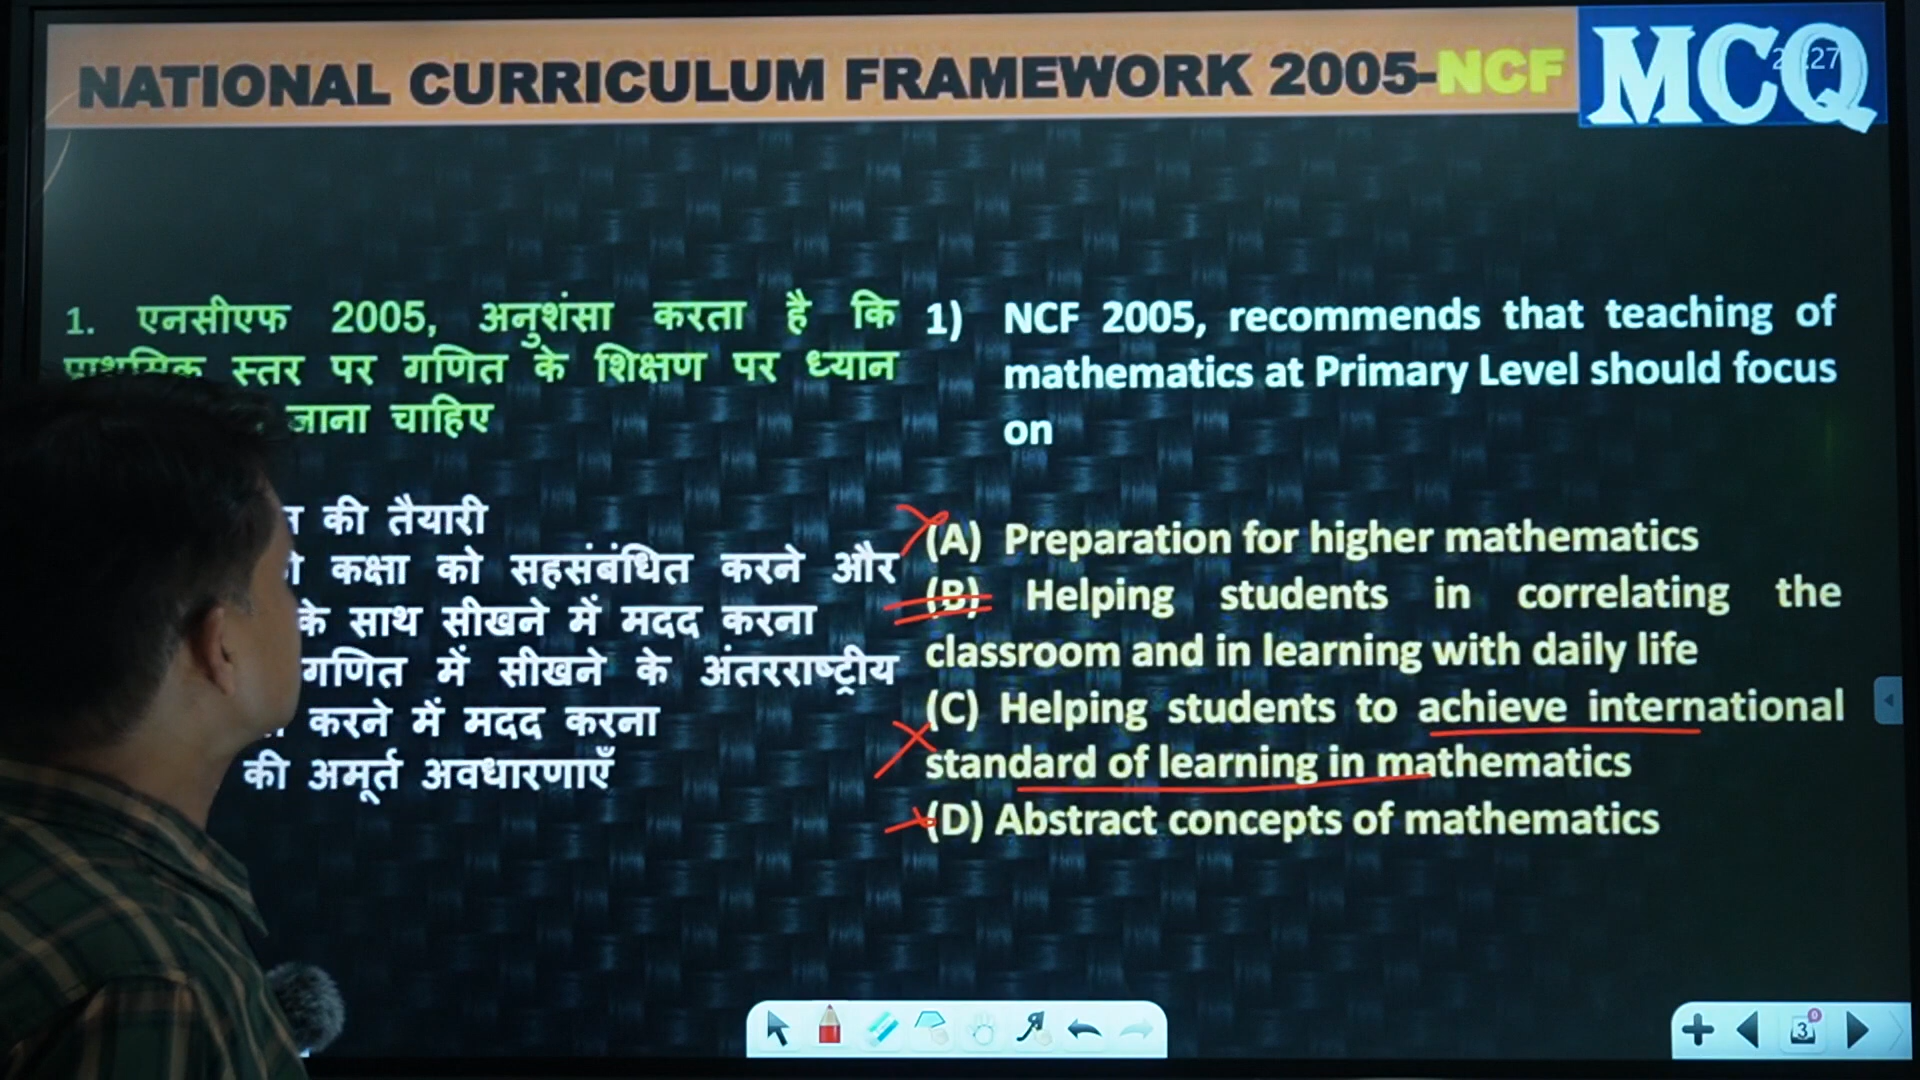 NATIONAL CURRICULUM FRAMEWORK 2005-NCF
MCQ
1. एनसीएफ 2005, अनुशंसा करता है कि
प्राथमिक स्तर पर गणित के शिक्षण पर ध्यान
जाना चाहिए
की तैयारी
कक्षा को सहसंबंधित करने और
के साथ सीखने में मदद करना
गणित में सीखने के अंतरराष्ट्रीय
करने में मदद करना
की अमूर्त अवधारणाएँ
1) NCF 2005, recommends that teaching of
mathematics at Primary Level should focus
on
(A) Preparation for higher mathematics
(B) Helping students in correlating the
classroom and in learning with daily life
(C) Helping students to achieve international
standard of learning in mathematics
(D) Abstract concepts of mathematics
3
0